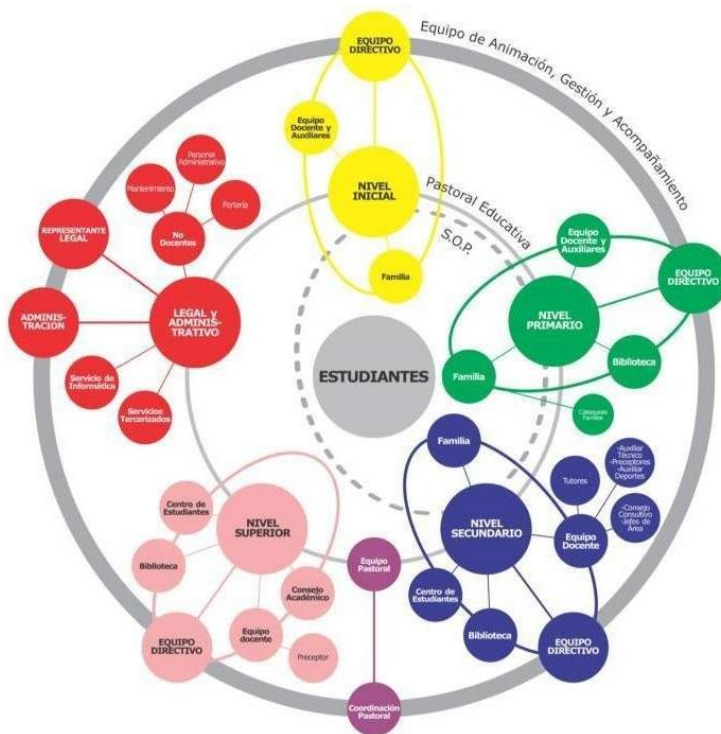 EQUIPO
DIRECTIVO
Equipo de Animación, Gestión y Acompañamiento
Equipo
Docente y
Auxiliares
NIVEL
INICIAL
Familia
Pastoral Educativa
S.O.P.
Personal
Administrativo
Mantenimiento
Portería
No
Docentes
REPRESENTANTE
LEGAL
ADMINIS-
TRACION
LEGAL y
ADMINIS-
TRATIVO
Servicio de
Informática
Servicios
Tercerizados
Equipo
Docente y
Auxiliares
EQUIPO
DIRECTIVO
NIVEL
PRIMARIO
Biblioteca
Familia
Catequesis
Familiar
ESTUDIANTES
Familia
-Auxiliar
Técnico
-Preceptores
-Auxiliar
Deportes
Tutores
-Consejo
Consultivo
-Jefes de
Área
NIVEL
SECUNDARIO
Equipo
Docente
Centro de
Estudiantes
Biblioteca
EQUIPO
DIRECTIVO
Centro de
Estudiantes
NIVEL
SUPERIOR
Biblioteca
Consejo
Académico
Equipo
docente
Preceptor
EQUIPO
DIRECTIVO
Equipo
Pastoral
Coordinación
Pastoral